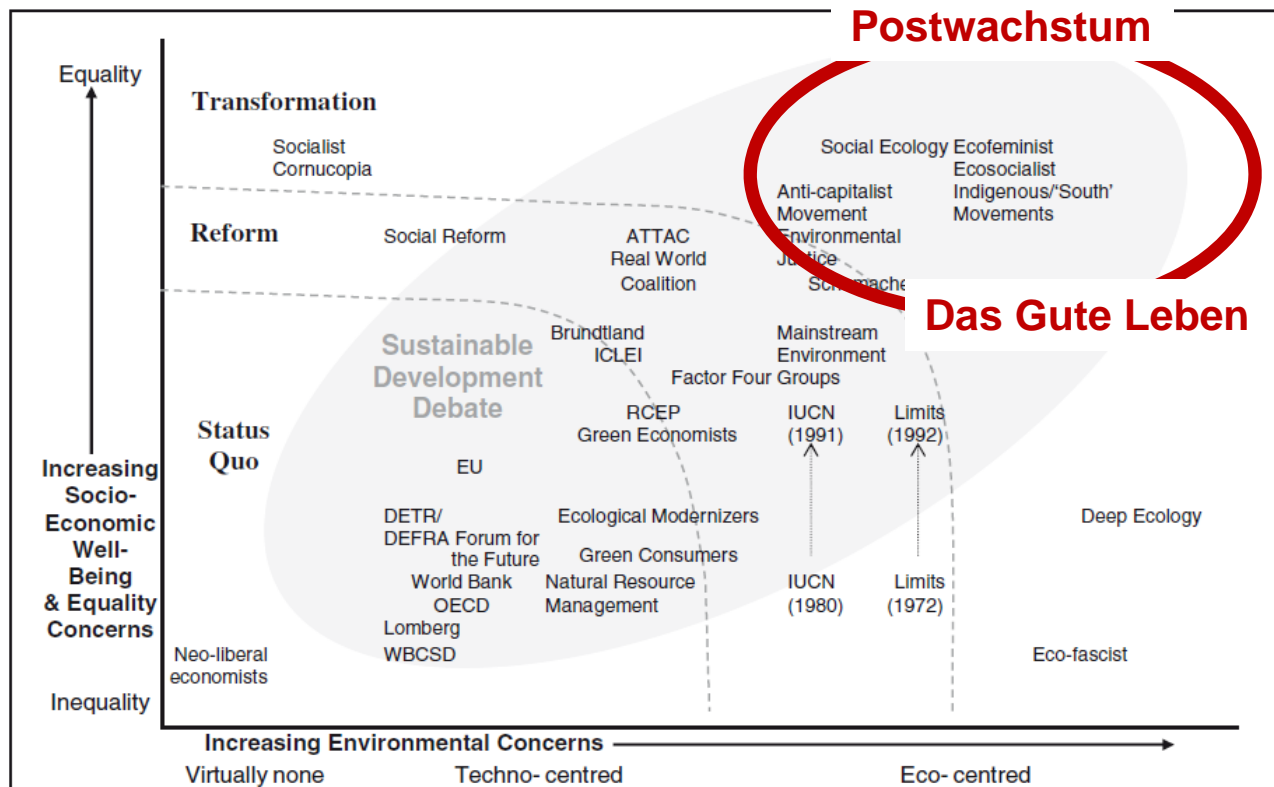 Postwachstum
Equality
Transformation
Socialist
Cornucopia
Social Ecology
Ecofeminist
Ecosocialist
Indigenous/‘South’
Movements
Anti-capitalist
Movement
Environmental
Justice
Reform
Social Reform
ATTAC
Real World
Coalition
Das Gute Leben
Sustainable
Development
Debate
Brundtland
ICLEI
Mainstream
Environment
Factor Four Groups
Status
Quo
RCEP
Green Economists
IUCN
(1991)
Limits
(1992)
EU
Increasing
Socio-
Economic
Well-
Being
& Equality
Concerns
DETR/
DEFRA Forum for
the Future
Ecological Modernizers
Green Consumers
Deep Ecology
World Bank
OECD
Natural Resource
Management
IUCN
(1980)
Limits
(1972)
Lomberg
WBCSD
Neo-liberal
economists
Eco-fascist
Inequality
Increasing Environmental Concerns
Virtually none
Techno- centred
Eco- centred